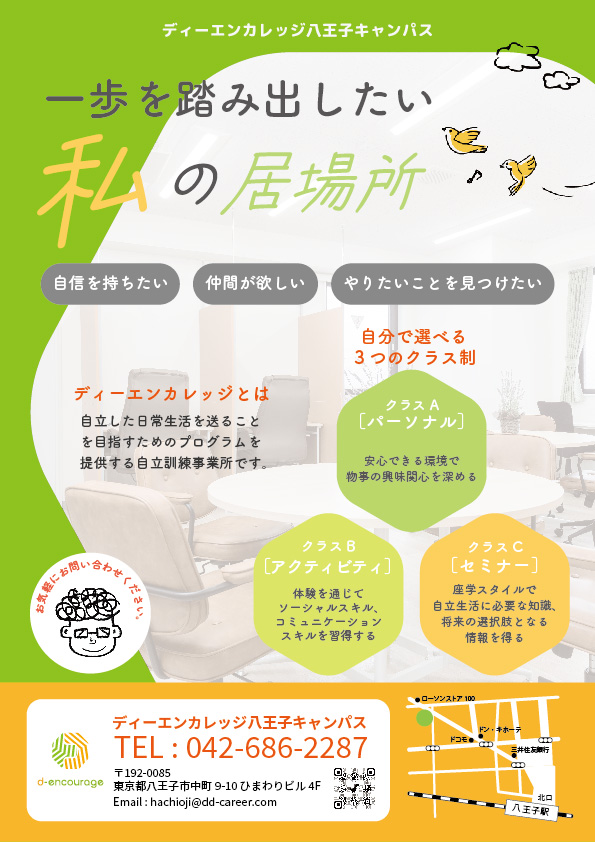 ディーエンカレッジ八王子キャンパス
一歩を踏み出したい
私の居場所
自信を持ちたい
仲間が欲しい
やりたいことを見つけたい
自分で選べる
3つのクラス制
ディーエンカレッジとは
自立した日常生活を送ること
を目指すためのプログラムを
提供する自立訓練事業所です。
クラス A
［パーソナル］
安心できる環境で
物事の興味関心を深める
クラス B
［アクティビティ］
体験を通じて
ソーシャルスキル、
コミュニケーション
スキルを習得する
クラス C
［セミナー］
座学スタイルで
自立生活に必要な知識、
将来の選択肢となる
情報を得る
お気軽にお問い合わせください。
d-encourage
ディーエンカレッジ八王子キャンパス
TEL : 042-686-2287
〒192-0085
東京都八王子市中町 9-10 ひまわりビル 4F
Email : hachioji@dd-career.com
ローソンストア 100
ドン・キホーテ
ドコモ
三井住友銀行
北口
八王子駅